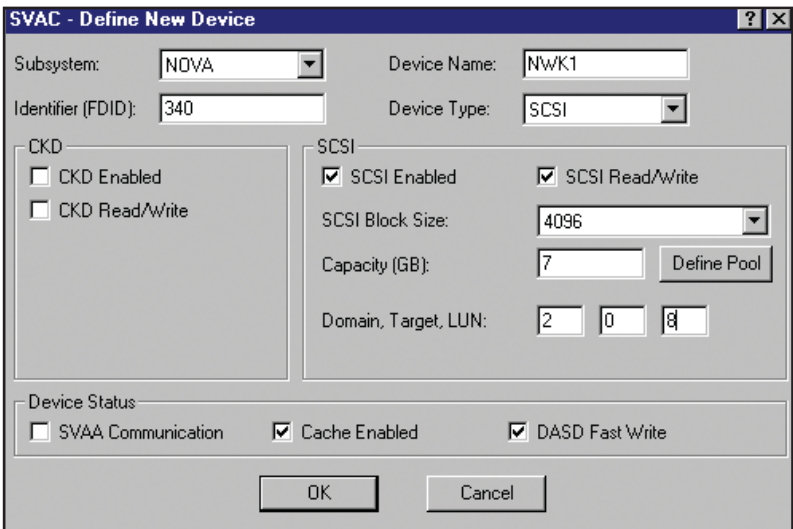 SVAC - Define New Device
Subsystem: NOVA Device Name: NWK1
Identifier (FDID): 340 Device Type: SCSI
CKD
CKD Enabled
CKD Read/Write
SCSI
SCSI Enabled SCSI Read/Write
SCSI Block Size: 4096
Capacity (GB): 7 Define Pool
Domain, Target, LUN: 2 0 8
Device Status
SVAA Communication Cache Enabled DASD Fast Write
OK Cancel